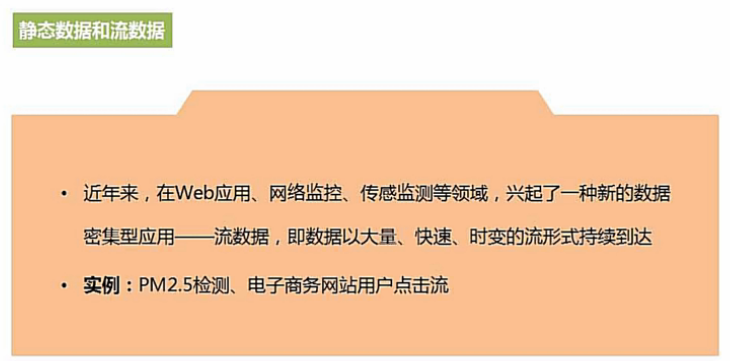 静态数据和流数据
• 近年来，在Web应用、网络监控、传感监测等领域，兴起了一种新的数据
密集型应用——流数据，即数据以大量、快速、时变的流形式持续到达
• 实例：PM2.5检测、电子商务网站用户点击流